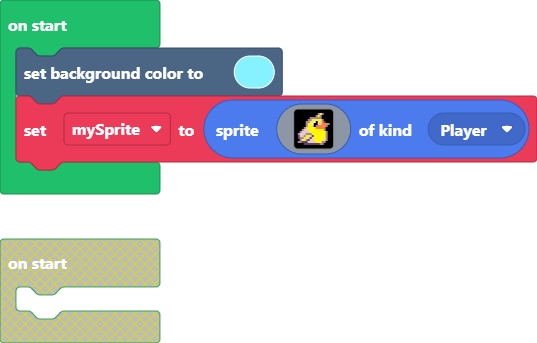 on start
set background color to
set mySprite to sprite of kind Player
on start